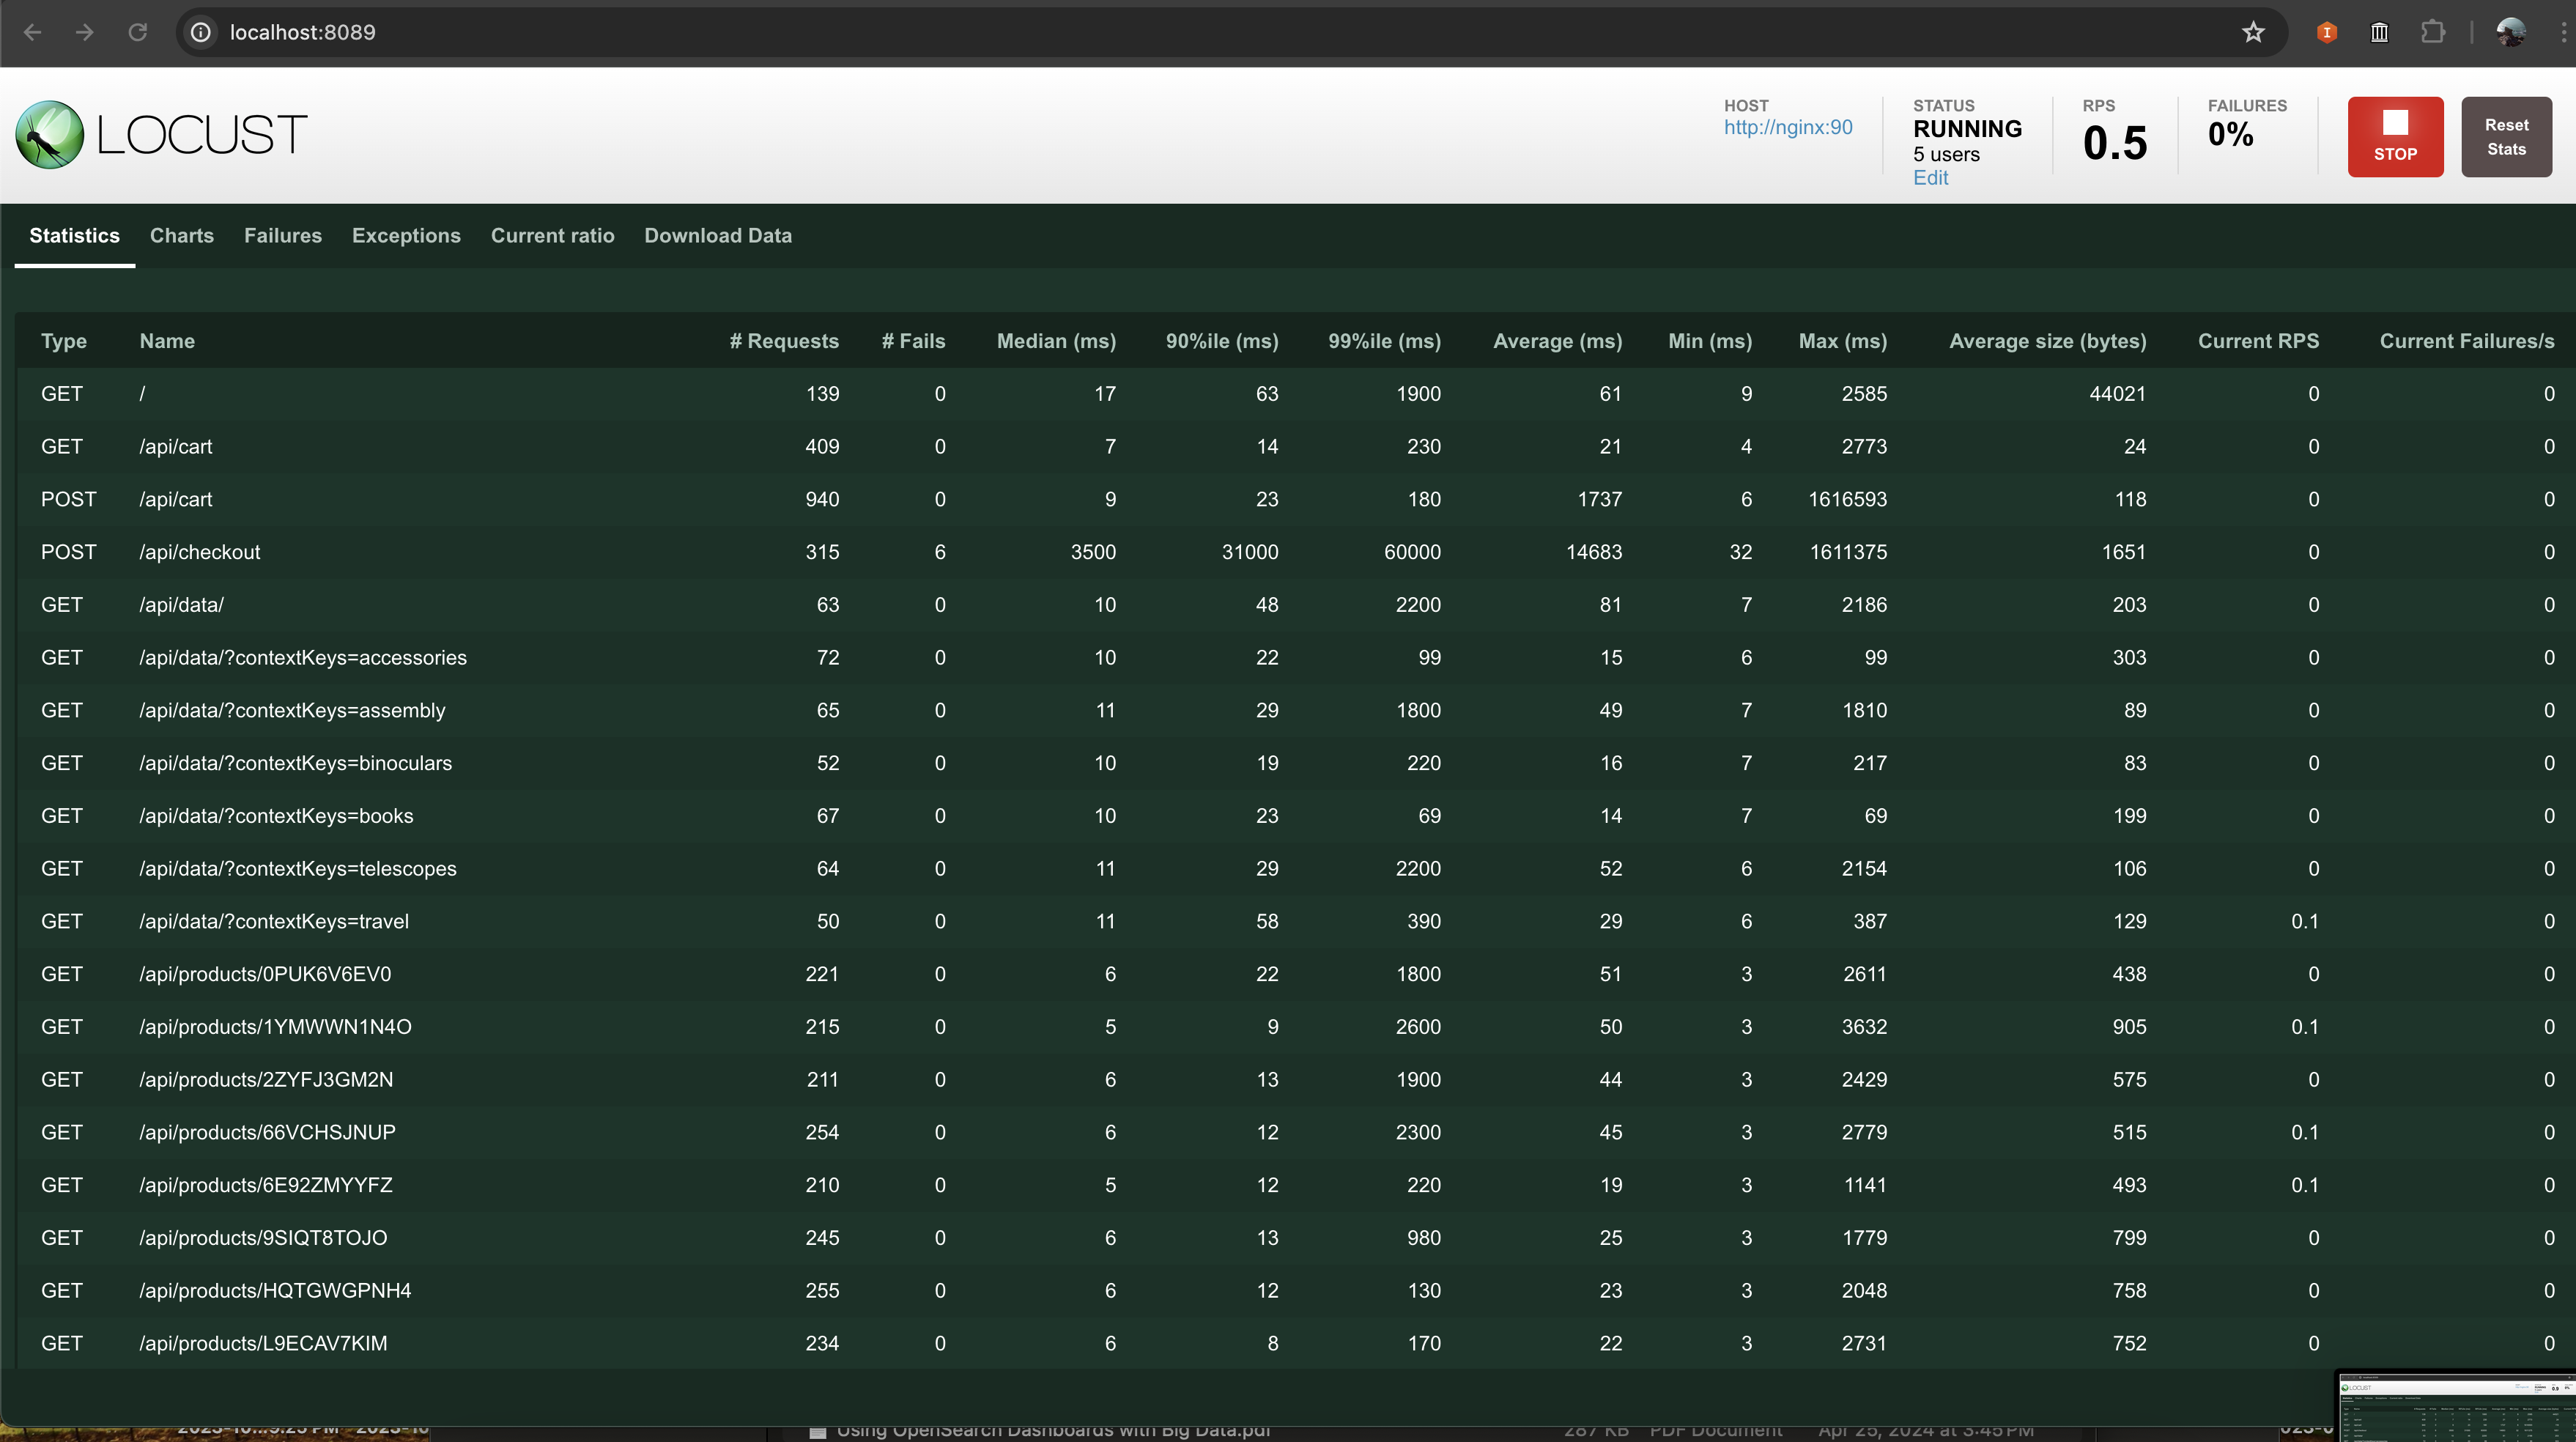 localhost:8089
LOCUST
HOST
http://nginx:90
STATUS
RUNNING
5 users
Edit
RPS
0.5
FAILURES
0%
STOP
Reset
Stats
Statistics Charts Failures Exceptions Current ratio Download Data
Type Name # Requests # Fails Median (ms) 90%ile (ms) 99%ile (ms) Average (ms) Min (ms) Max (ms) Average size (bytes) Current RPS Current Failures/s
GET / 139 0 17 63 1900 61 9 2585 44021 0 0
GET /api/cart 409 0 7 14 230 21 4 2773 24 0 0
POST /api/cart 940 0 9 23 180 1737 6 1616593 118 0 0
POST /api/checkout 315 6 3500 31000 60000 14683 32 1611375 1651 0 0
GET /api/data/ 63 0 10 48 2200 81 7 2186 203 0 0
GET /api/data/?contextKeys=accessories 72 0 10 22 99 15 6 99 303 0 0
GET /api/data/?contextKeys=assembly 65 0 11 29 1800 49 7 1810 89 0 0
GET /api/data/?contextKeys=binoculars 52 0 10 19 220 16 7 217 83 0 0
GET /api/data/?contextKeys=books 67 0 10 23 69 14 7 69 199 0 0
GET /api/data/?contextKeys=telescopes 64 0 11 29 2200 52 6 2154 106 0 0
GET /api/data/?contextKeys=travel 50 0 11 58 390 29 6 387 129 0.1 0
GET /api/products/0PUK6V6EV0 221 0 6 22 1800 51 3 2611 438 0 0
GET /api/products/1YMWWN1N4O 215 0 5 9 2600 50 3 3632 905 0.1 0
GET /api/products/2ZYFJ3GM2N 211 0 6 13 1900 44 3 2429 575 0 0
GET /api/products/66VCHSJNUP 254 0 6 12 2300 45 3 2779 515 0.1 0
GET /api/products/6E92ZMYYFZ 210 0 5 12 220 19 3 1141 493 0.1 0
GET /api/products/9SIQT8TOJO 245 0 6 13 980 25 3 1779 799 0 0
GET /api/products/HQTGWGPNH4 255 0 6 12 130 23 3 2048 758 0 0
GET /api/products/L9ECAV7KIM 234 0 6 8 170 22 3 2731 752 0 0
Using OpenSearch Dashboards with Big Data.pdf 287 KB PDF Document Apr 25, 2024 at 3:45 PM